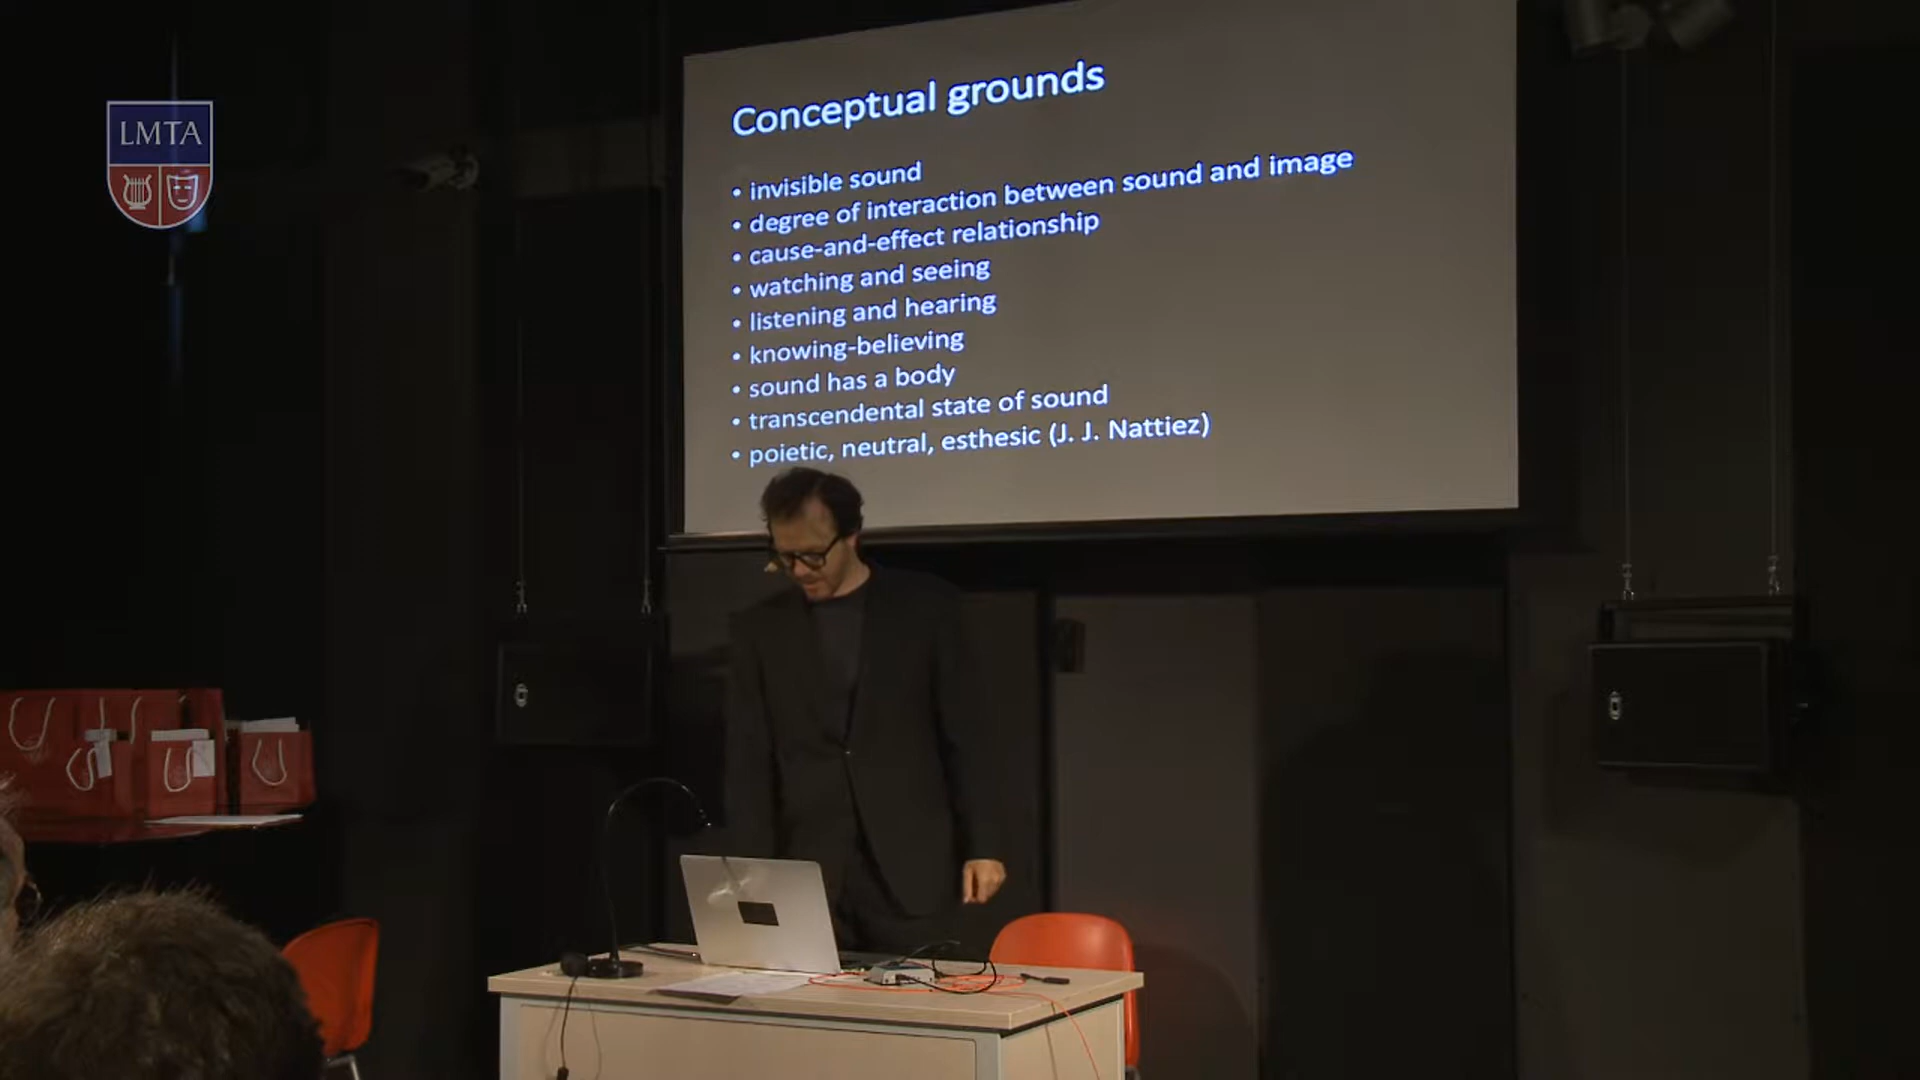 LMTA
Conceptual grounds
• invisible sound
• degree of interaction between sound and image
• cause-and-effect relationship
• watching and seeing
• listening and hearing
• knowing-believing
• sound has a body
• transcendental state of sound
• poietic, neutral, esthesic (J. J. Nattiez)